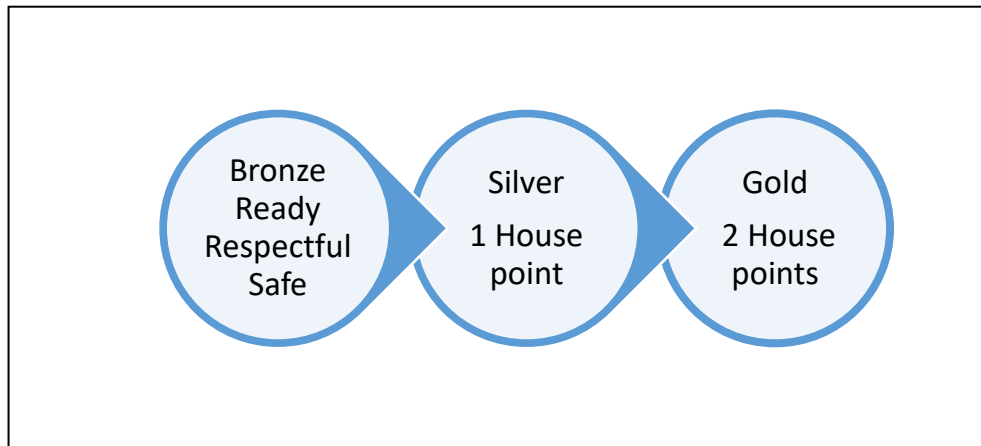 Bronze
Ready
Respectful
Safe
Silver
1 House
point
Gold
2 House
points